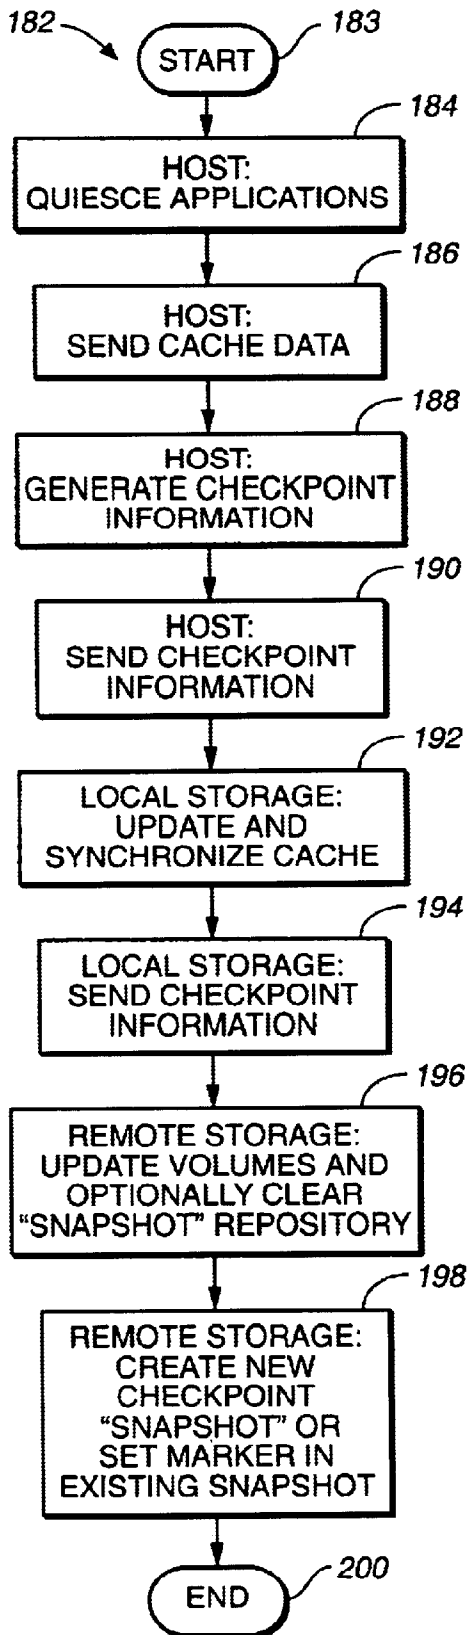 182
START
183
184
HOST:
QUIESCE APPLICATIONS
186
HOST:
SEND CACHE DATA
188
HOST:
GENERATE CHECKPOINT
INFORMATION
190
HOST:
SEND CHECKPOINT
INFORMATION
192
LOCAL STORAGE:
UPDATE AND
SYNCHRONIZE CACHE
194
LOCAL STORAGE:
SEND CHECKPOINT
INFORMATION
196
REMOTE STORAGE:
UPDATE VOLUMES AND
OPTIONALLY CLEAR
“SNAPSHOT” REPOSITORY
198
REMOTE STORAGE:
CREATE NEW
CHECKPOINT
“SNAPSHOT” OR
SET MARKER IN
EXISTING SNAPSHOT
200
END